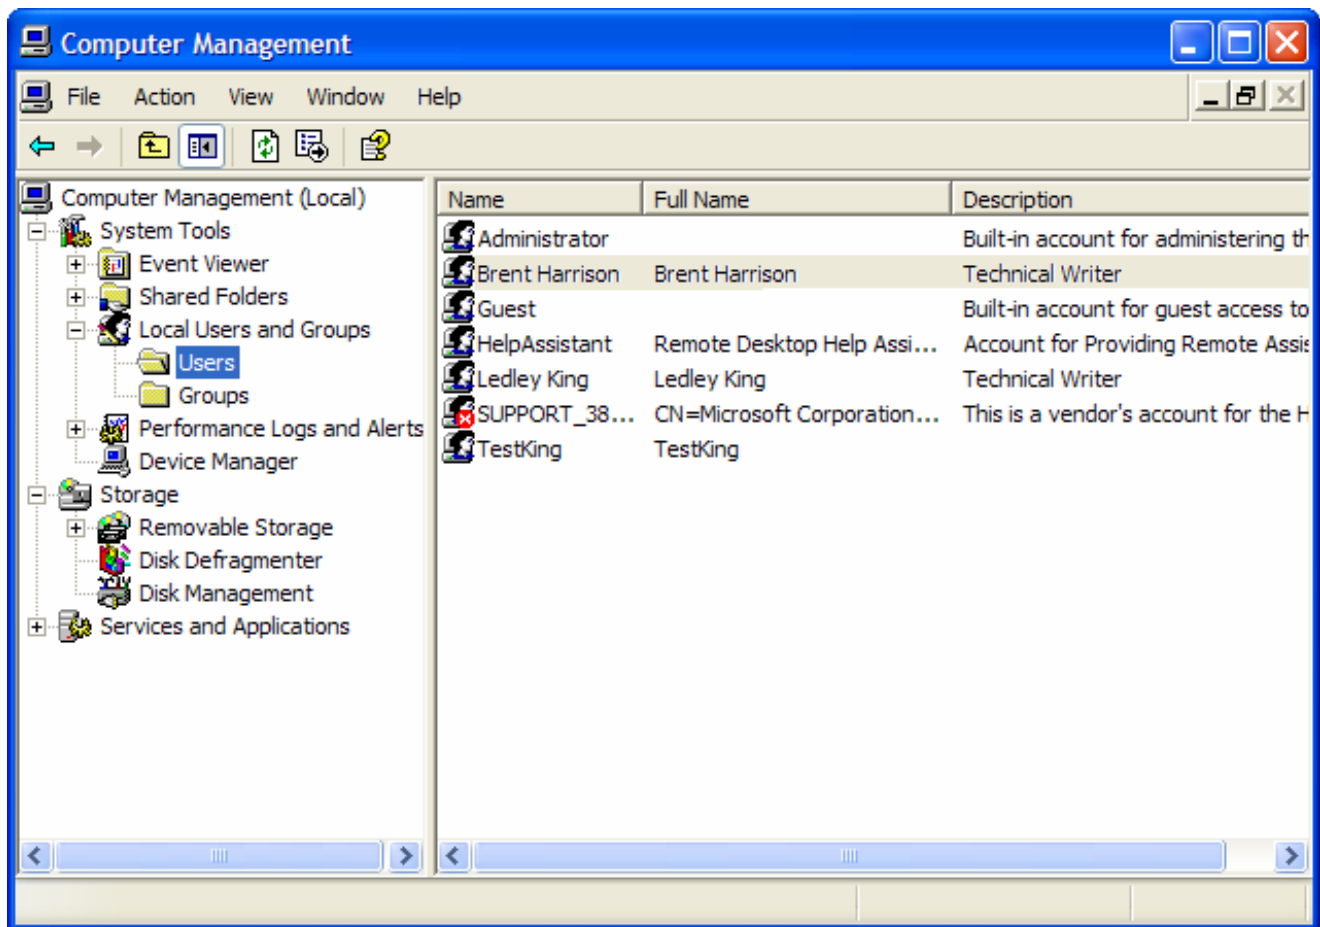 Computer Management
File Action View Window Help
Computer Management (Local)
System Tools
Event Viewer
Shared Folders
Local Users and Groups
Users
Groups
Performance Logs and Alerts
Device Manager
Storage
Removable Storage
Disk Defragmenter
Disk Management
Services and Applications
Name Full Name Description
Administrator Built-in account for administering th
Brent Harrison Brent Harrison Technical Writer
Guest Built-in account for guest access to
HelpAssistant Remote Desktop Help Assi... Account for Providing Remote Assis
Ledley King Ledley King Technical Writer
SUPPORT_38... CN=Microsoft Corporation... This is a vendor's account for the H
TestKing TestKing